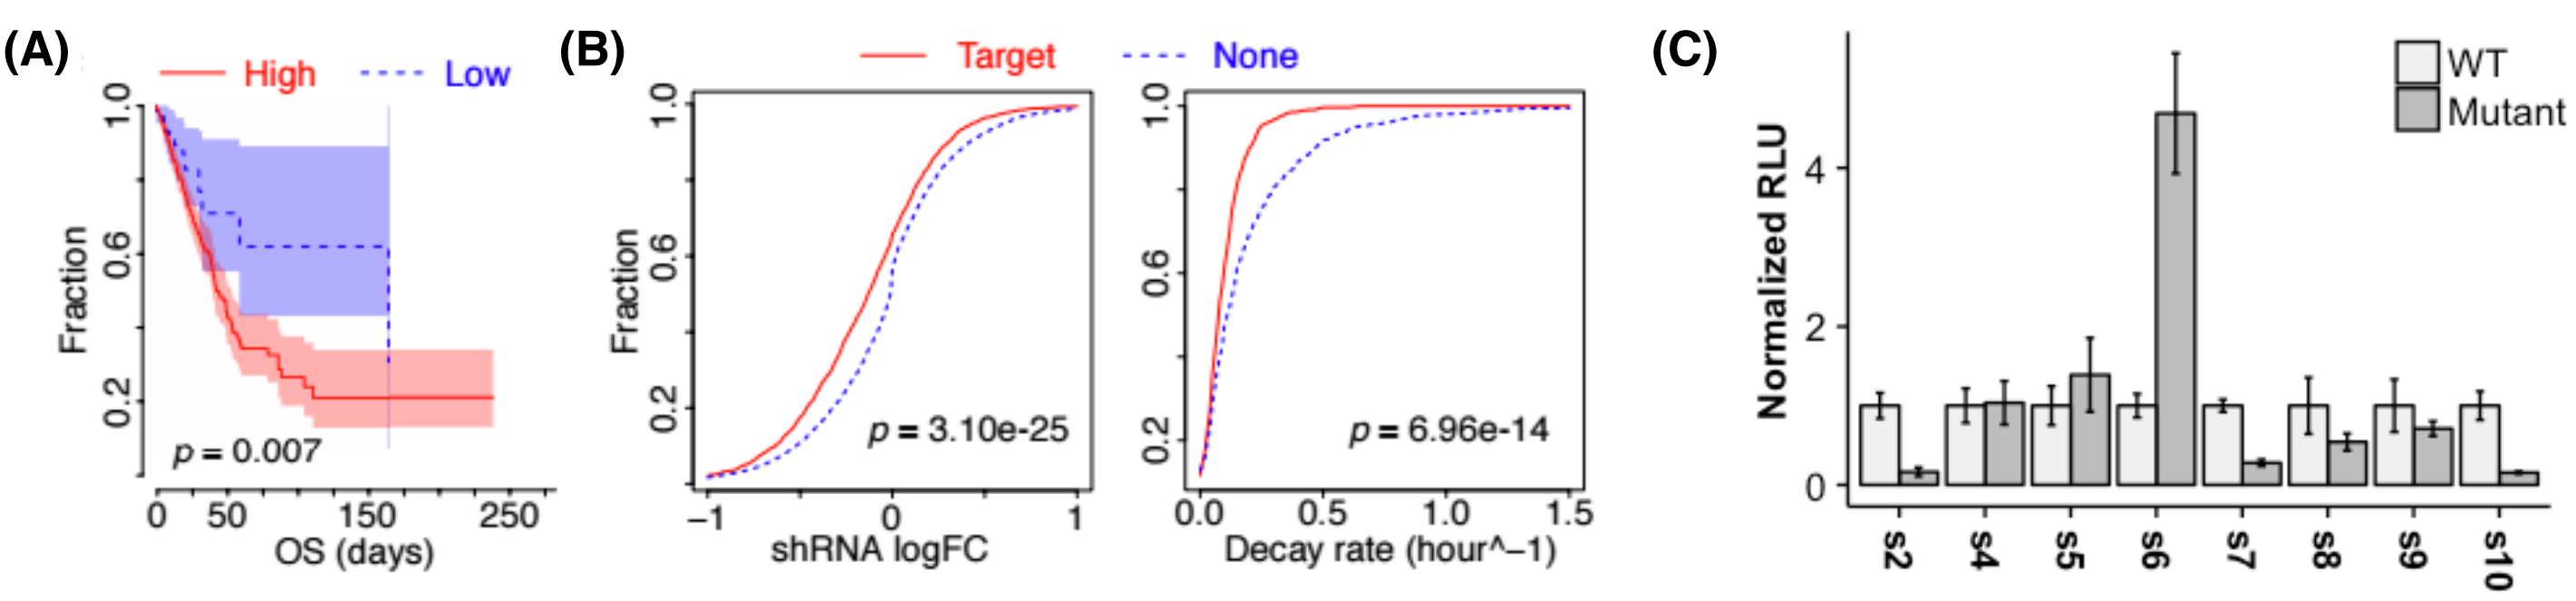 (A)
High Low
Fraction
1.0
0.6
0.2
p = 0.007
0 50 150 250
OS (days)
(B)
Target None
Fraction
1.0
0.6
0.2
p = 3.10e-25
−1 0 1
shRNA logFC
1.0
0.6
0.2
p = 6.96e-14
0.0 0.5 1.0 1.5
Decay rate (hour^−1)
(C)
WT
Mutant
Normalized RLU
4
2
0
s2 s4 s5 s6 s7 s8 s9 s10